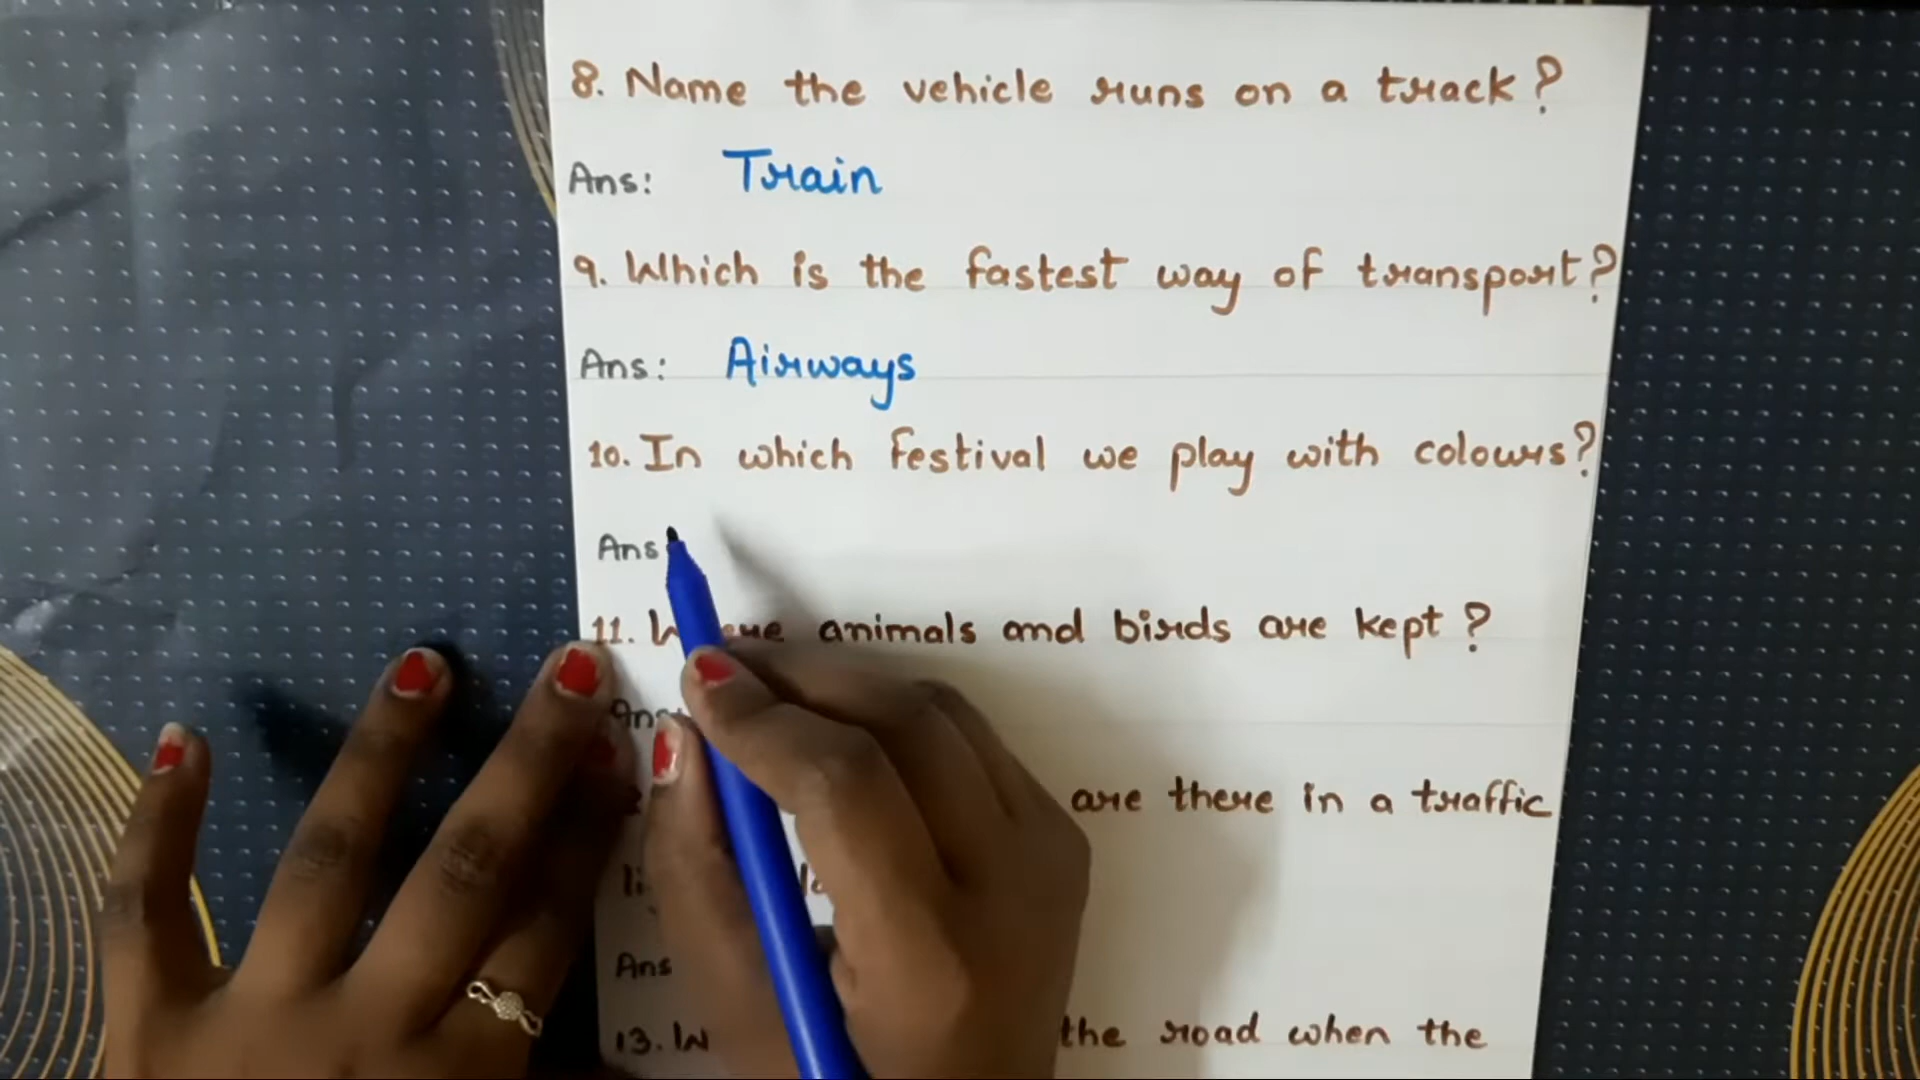 8. Name the vehicle runs on a track?
Ans: Train
9. Which is the fastest way of transport?
Ans: Airways
10. In which festival we play with colours?
Ans
11. animals and birds are kept ?
Ans
are there in a traffic
Ans
13. the road when the